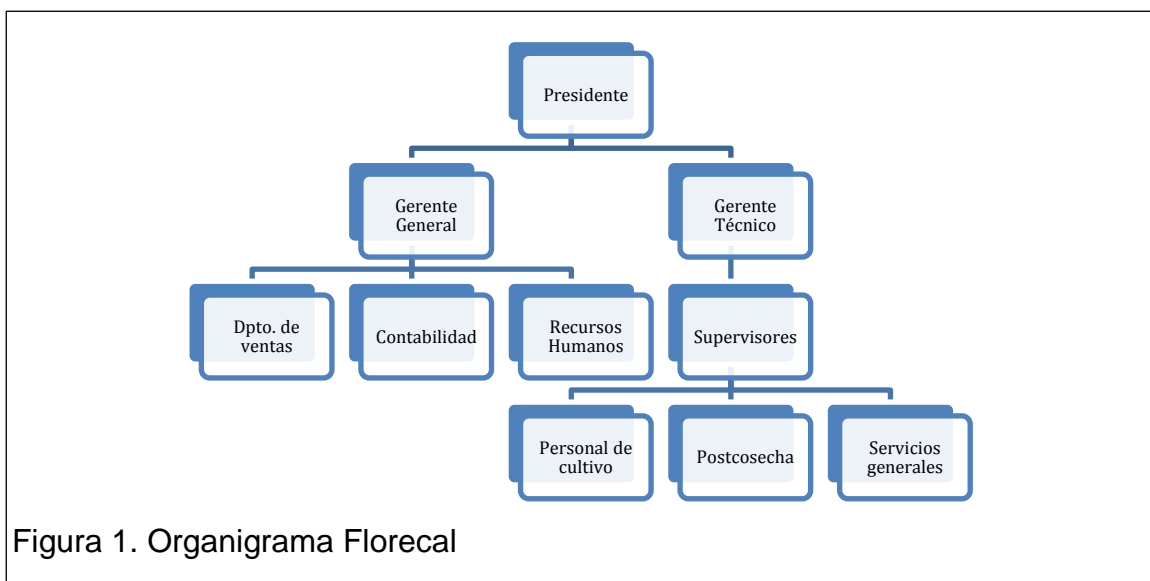 Presidente
Gerente
General
Gerente
Técnico
Dpto. de
ventas
Contabilidad
Recursos
Humanos
Supervisores
Personal de
cultivo
Postcosecha
Servicios
generales
Figura 1. Organigrama Florecal